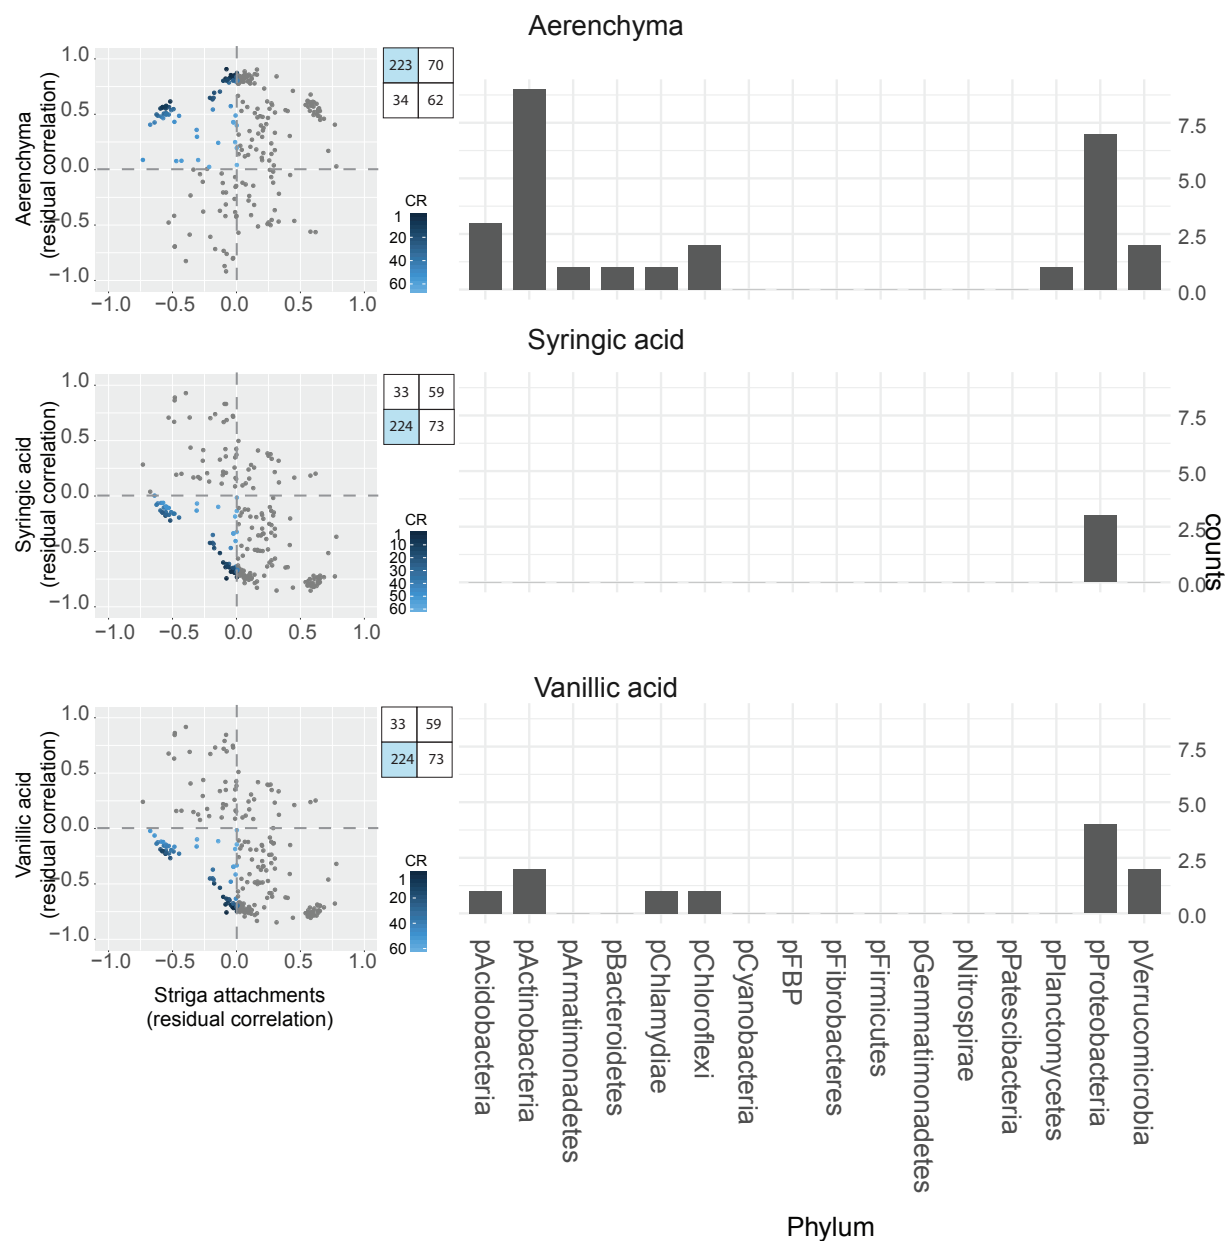 Aerenchyma
Aerenchyma
(residual correlation)
1.0
0.5
0.0
−0.5
−1.0
−1.0 −0.5 0.0 0.5 1.0
223 70
34 62
CR
1
20
40
60
7.5
5.0
2.5
0.0
Syringic acid
Syringic acid
(residual correlation)
1.0
0.5
0.0
−0.5
−1.0
−1.0 −0.5 0.0 0.5 1.0
33 59
224 73
CR
1
10
20
30
40
50
60
7.5
5.0
2.5
0.0
counts
Vanillic acid
Vanillic acid
(residual correlation)
1.0
0.5
0.0
−0.5
−1.0
−1.0 −0.5 0.0 0.5 1.0
33 59
224 73
CR
1
20
40
60
7.5
5.0
2.5
0.0
Striga attachments
(residual correlation)
pAcidobacteria
pActinobacteria
pArmatimonadetes
pBacteroidetes
pChlamydiae
pChloroflexi
pCyanobacteria
pFBP
pFibrobacteres
pFirmicutes
pGemmatimonadetes
pNitrospirae
pPatescibacteria
pPlanctomycetes
pProteobacteria
pVerrucomicrobia
Phylum